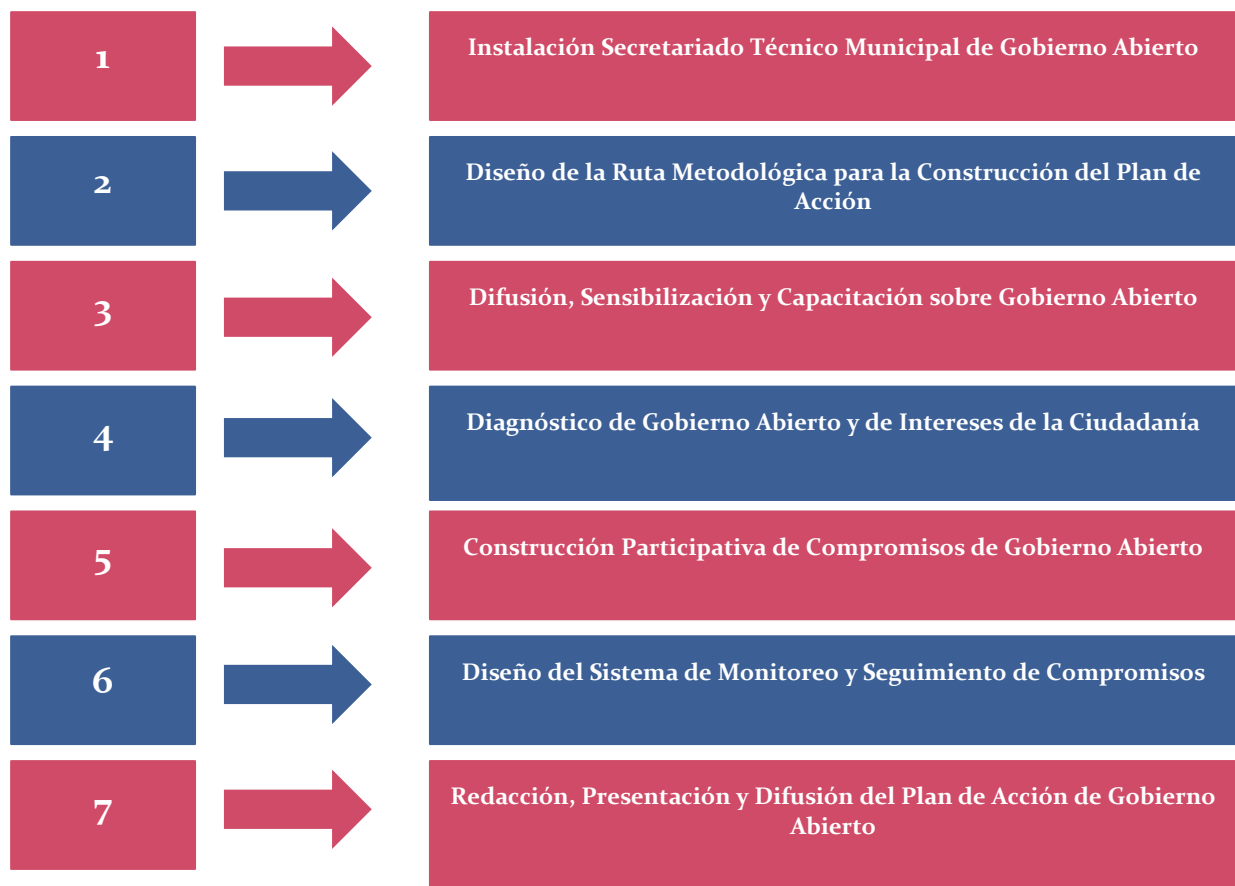 1
Instalación Secretariado Técnico Municipal de Gobierno Abierto
2
Diseño de la Ruta Metodológica para la Construcción del Plan de
Acción
3
Difusión, Sensibilización y Capacitación sobre Gobierno Abierto
4
Diagnóstico de Gobierno Abierto y de Intereses de la Ciudadanía
5
Construcción Participativa de Compromisos de Gobierno Abierto
6
Diseño del Sistema de Monitoreo y Seguimiento de Compromisos
7
Redacción, Presentación y Difusión del Plan de Acción de Gobierno
Abierto